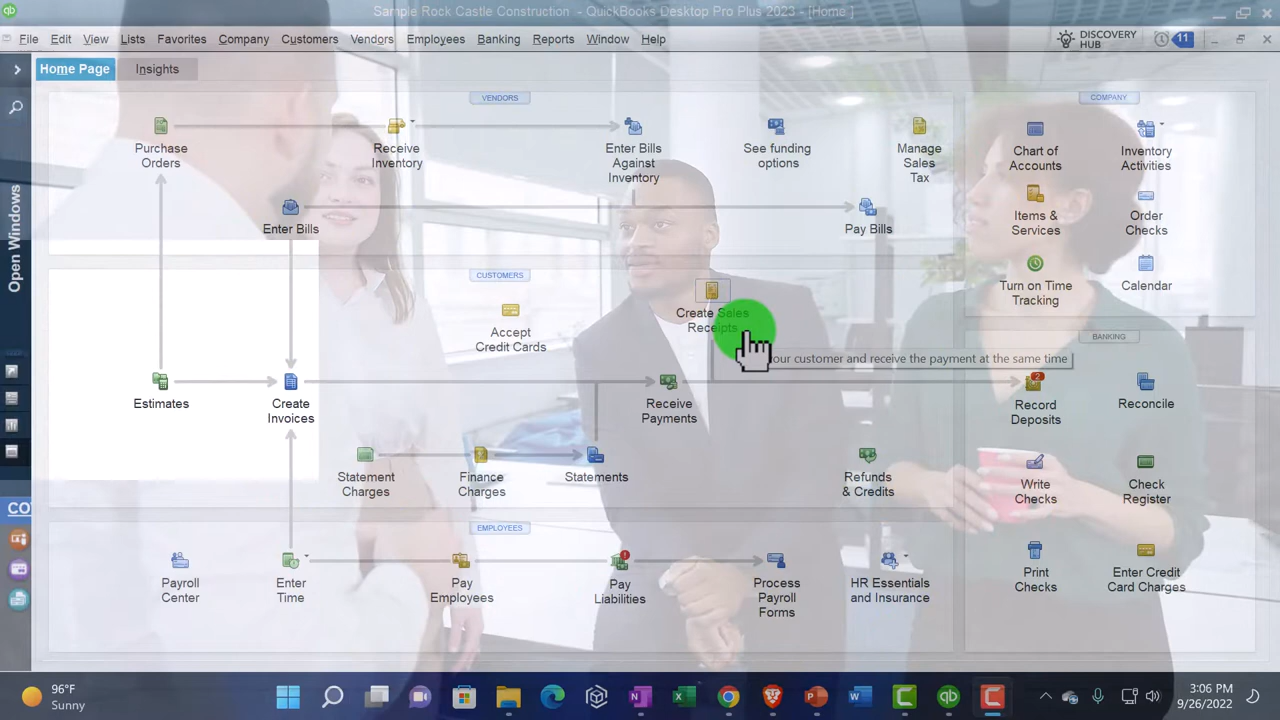 Sample Rock Castle Construction - QuickBooks Desktop Pro Plus 2023 - [Home ]
File Edit View Lists Favorites Company Customers Vendors Employees Banking Reports Window Help
DISCOVERY
HUB
11
Home Page
Insights
Open Windows
VENDORS
Purchase
Orders
Receive
Inventory
Enter Bills
Against
Inventory
See funding
options
Manage
Sales
Tax
Enter Bills
Pay Bills
COMPANY
Chart of
Accounts
Inventory
Activities
Items &
Services
Order
Checks
Turn on Time
Tracking
Calendar
CUSTOMERS
Accept
Credit Cards
Create Sales
Receipts
our customer and receive the payment at the same time
Estimates
Create
Invoices
Receive
Payments
Statement
Charges
Finance
Charges
Statements
Refunds
& Credits
BANKING
2
Record
Deposits
Reconcile
Write
Checks
Check
Register
Print
Checks
Enter Credit
Card Charges
EMPLOYEES
Payroll
Center
Enter
Time
Pay
Employees
Pay
Liabilities
Process
Payroll
Forms
HR Essentials
and Insurance
96°F
Sunny
3:06 PM
9/26/2022